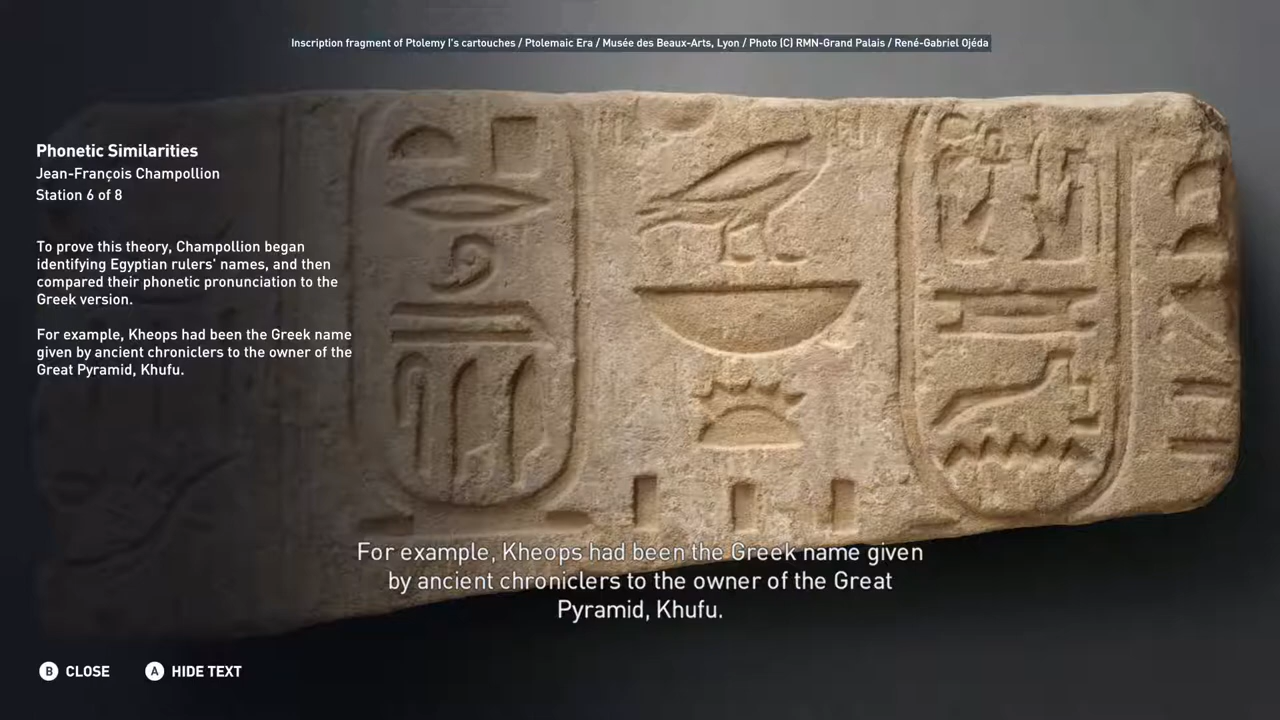 Inscription fragment of Ptolemy I's cartouches / Ptolemaic Era / Musée des Beaux-Arts, Lyon / Photo (C) RMN-Grand Palais / René-Gabriel Ojéda
Phonetic Similarities
Jean-François Champollion
Station 6 of 8
To prove this theory, Champollion began
identifying Egyptian rulers' names, and then
compared their phonetic pronunciation to the
Greek version.
For example, Kheops had been the Greek name
given by ancient chroniclers to the owner of the
Great Pyramid, Khufu.
For example, Kheops had been the Greek name given
by ancient chroniclers to the owner of the Great
Pyramid, Khufu.
B CLOSE A HIDE TEXT